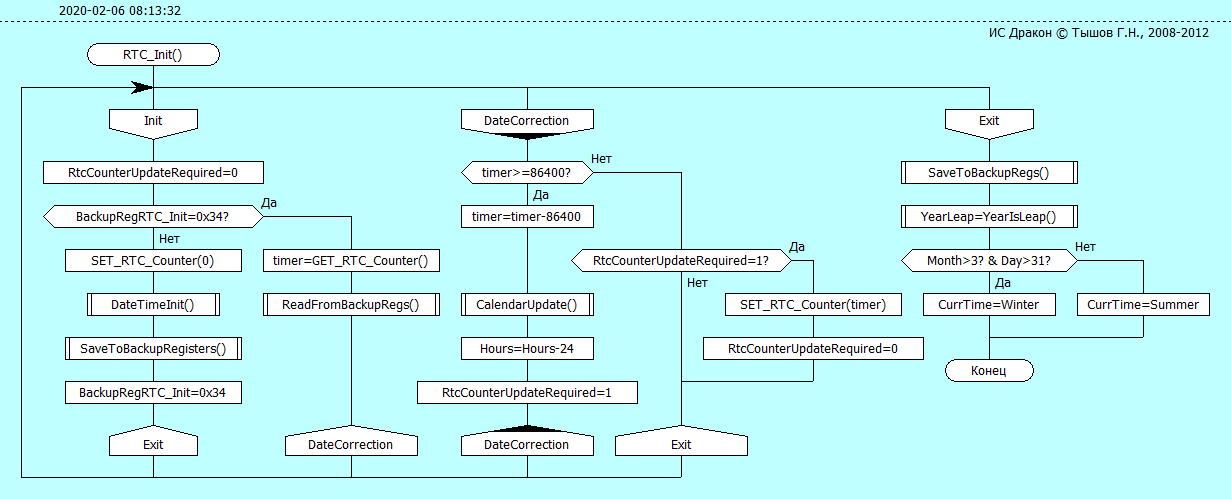 2020-02-06 08:13:32
ИС Дракон © Тышов Г.Н., 2008-2012
RTC_Init()
Init
RtcCounterUpdateRequired=0
BackupRegRTC_Init=0x34?
Да
Нет
SET_RTC_Counter(0)
DateTimeInit()
SaveToBackupRegisters()
BackupRegRTC_Init=0x34
Exit
timer=GET_RTC_Counter()
ReadFromBackupRegs()
DateCorrection
DateCorrection
timer>=86400?
Нет
Да
timer=timer-86400
CalendarUpdate()
Hours=Hours-24
RtcCounterUpdateRequired=1
DateCorrection
RtcCounterUpdateRequired=1?
Да
Нет
SET_RTC_Counter(timer)
RtcCounterUpdateRequired=0
Exit
Exit
SaveToBackupRegs()
YearLeap=YearIsLeap()
Month>3? & Day>31?
Нет
Да
CurrTime=Winter
CurrTime=Summer
Конец